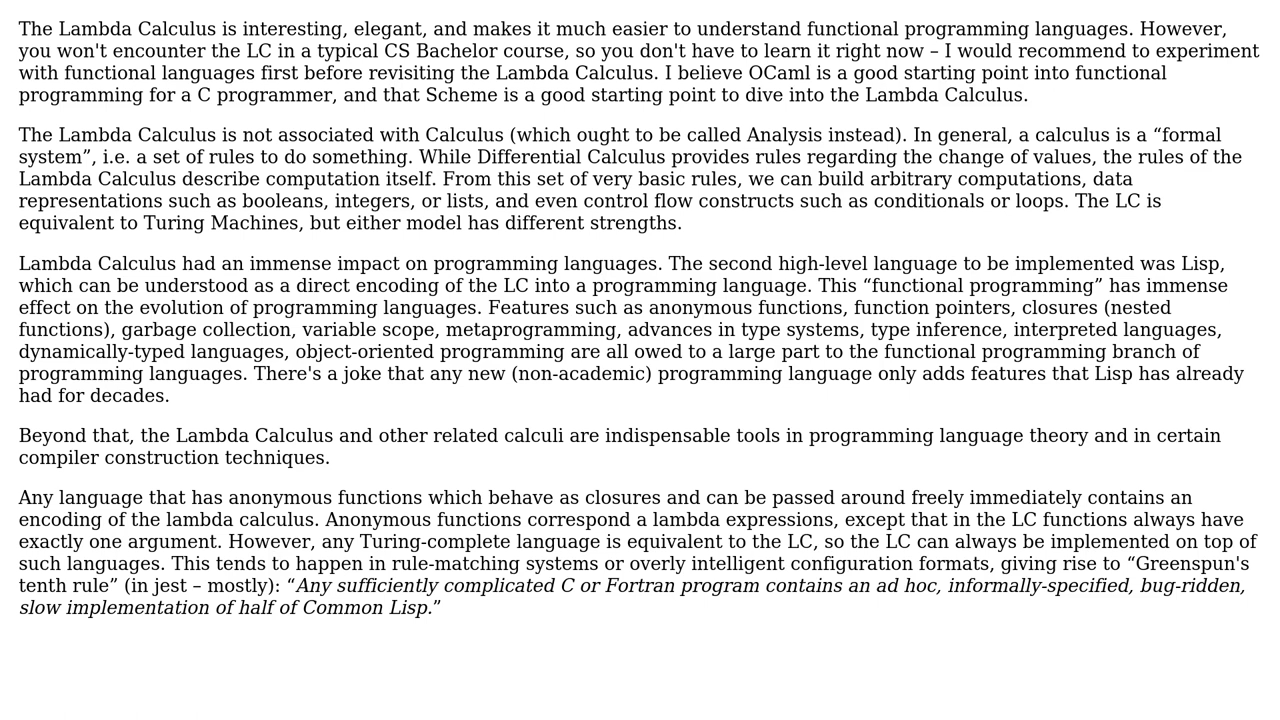 The Lambda Calculus is interesting, elegant, and makes it much easier to understand functional programming languages. However,
you won't encounter the LC in a typical CS Bachelor course, so you don't have to learn it right now – I would recommend to experiment
with functional languages first before revisiting the Lambda Calculus. I believe OCaml is a good starting point into functional
programming for a C programmer, and that Scheme is a good starting point to dive into the Lambda Calculus.
The Lambda Calculus is not associated with Calculus (which ought to be called Analysis instead). In general, a calculus is a “formal
system”, i.e. a set of rules to do something. While Differential Calculus provides rules regarding the change of values, the rules of the
Lambda Calculus describe computation itself. From this set of very basic rules, we can build arbitrary computations, data
representations such as booleans, integers, or lists, and even control flow constructs such as conditionals or loops. The LC is
equivalent to Turing Machines, but either model has different strengths.
Lambda Calculus had an immense impact on programming languages. The second high-level language to be implemented was Lisp,
which can be understood as a direct encoding of the LC into a programming language. This “functional programming” has immense
effect on the evolution of programming languages. Features such as anonymous functions, function pointers, closures (nested
functions), garbage collection, variable scope, metaprogramming, advances in type systems, type inference, interpreted languages,
dynamically-typed languages, object-oriented programming are all owed to a large part to the functional programming branch of
programming languages. There's a joke that any new (non-academic) programming language only adds features that Lisp has already
had for decades.
Beyond that, the Lambda Calculus and other related calculi are indispensable tools in programming language theory and in certain
compiler construction techniques.
Any language that has anonymous functions which behave as closures and can be passed around freely immediately contains an
encoding of the lambda calculus. Anonymous functions correspond a lambda expressions, except that in the LC functions always have
exactly one argument. However, any Turing-complete language is equivalent to the LC, so the LC can always be implemented on top of
such languages. This tends to happen in rule-matching systems or overly intelligent configuration formats, giving rise to “Greenspun's
tenth rule” (in jest – mostly): “Any sufficiently complicated C or Fortran program contains an ad hoc, informally-specified, bug-ridden,
slow implementation of half of Common Lisp.”